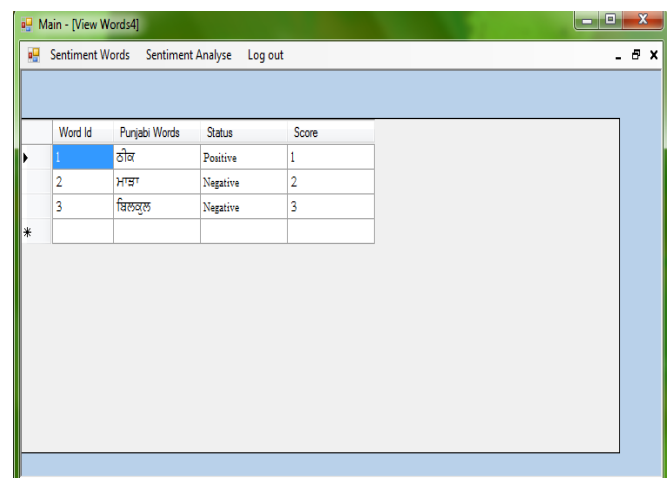 Main - [View Words4]
Sentiment Words Sentiment Analyse Log out
Word Id Punjabi Words Status Score
1 ਠੀਕ Positive 1
2 ਮਾੜਾ Negative 2
3 ਬਿਲਕੁਲ Negative 3